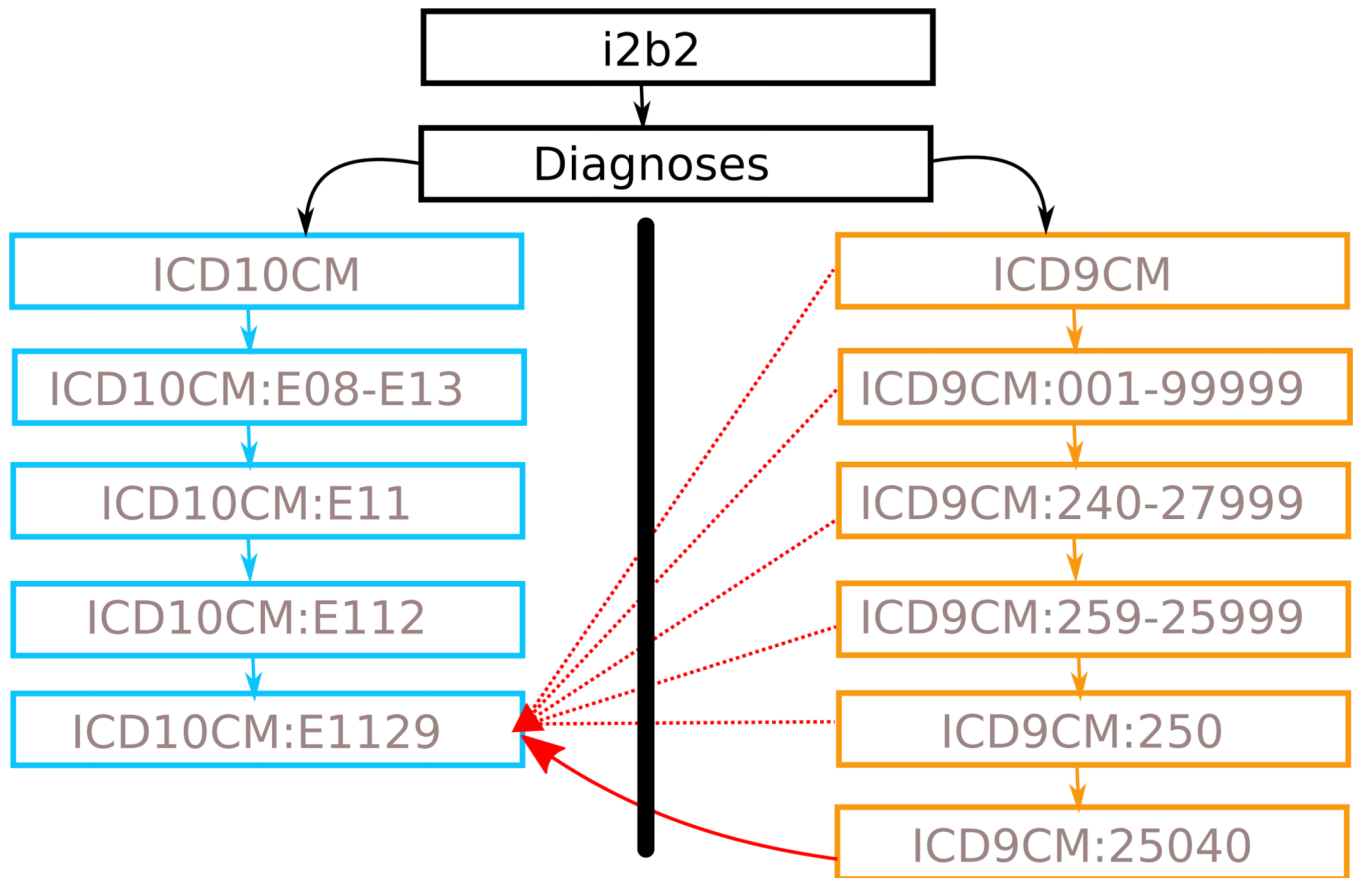 i2b2
Diagnoses
ICD10CM
ICD9CM
ICD10CM:E08-E13
ICD9CM:001-99999
ICD10CM:E11
ICD9CM:240-27999
ICD10CM:E112
ICD9CM:259-25999
ICD10CM:E1129
ICD9CM:250
ICD9CM:25040